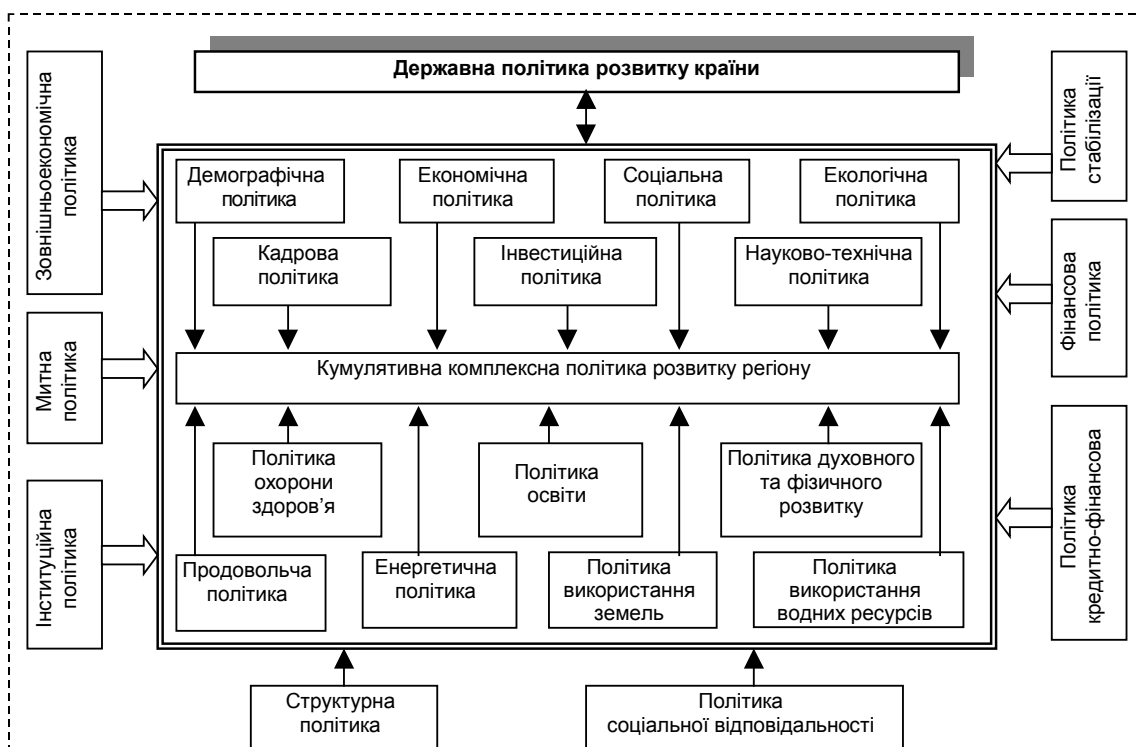 Державна політика розвитку країни
Зовнішньоекономічна
політика
Митна
політика
Інституційна
політика
Демографічна
політика
Економічна
політика
Соціальна
політика
Екологічна
політика
Кадрова
політика
Інвестиційна
політика
Науково-технічна
політика
Кумулятивна комплексна політика розвитку регіону
Політика
охорони
здоров’я
Політика
освіти
Політика духовного
та фізичного
розвитку
Продовольча
політика
Енергетична
політика
Політика
використання
земель
Політика
використання
водних ресурсів
Політика
стабілізації
Фінансова
політика
Політика
кредитно-фінансова
Структурна
політика
Політика
соціальної відповідальності